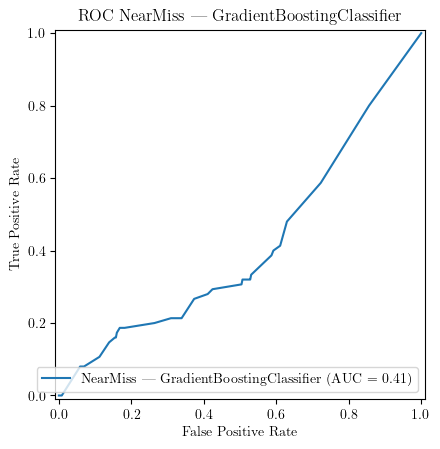 ROC NearMiss — GradientBoostingClassifier
1.0
0.8
0.6
0.4
0.2
0.0
True Positive Rate
NearMiss — GradientBoostingClassifier (AUC = 0.41)
0.0 0.2 0.4 0.6 0.8 1.0
False Positive Rate